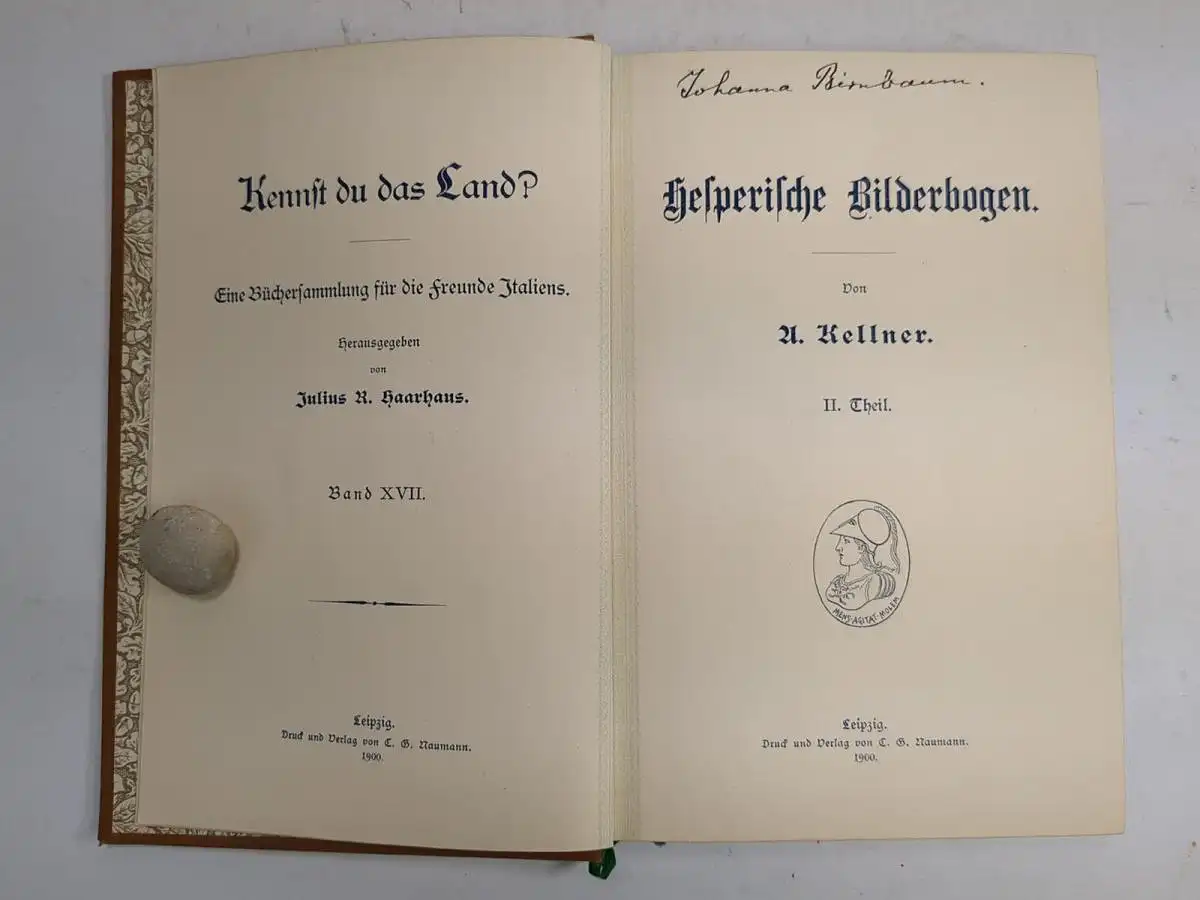 Kennſt du das Land?
Eine Bücherſammlung für die Freunde Italiens.
Herausgegeben
von
Julius R. Haarhaus.
Band XVII.
Leipzig.
Druck und Verlag von C. G. Naumann.
1900.
Johanna Birnbaum.
Heſperiſche Bilderbogen.
Von
A. Kellner.
II. Theil.
MENS·AGITAT·MOLEM
Leipzig.
Druck und Verlag von C. G. Naumann.
1900.